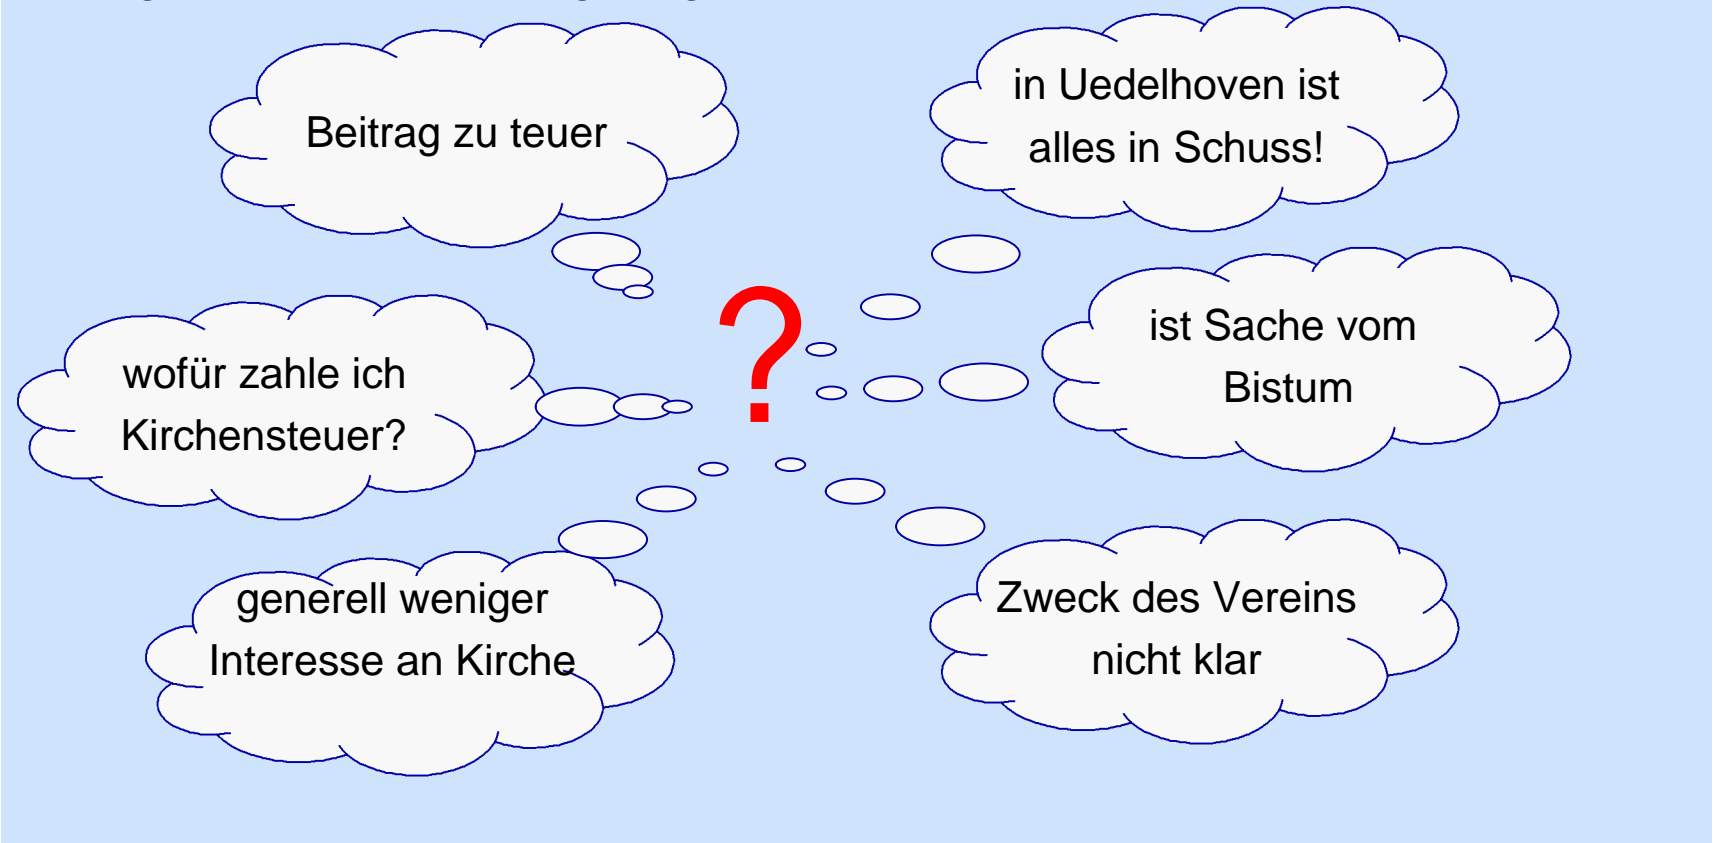 Beitrag zu teuer
in Uedelhoven ist
alles in Schuss!
?
wofür zahle ich
Kirchensteuer?
ist Sache vom
Bistum
generell weniger
Interesse an Kirche
Zweck des Vereins
nicht klar